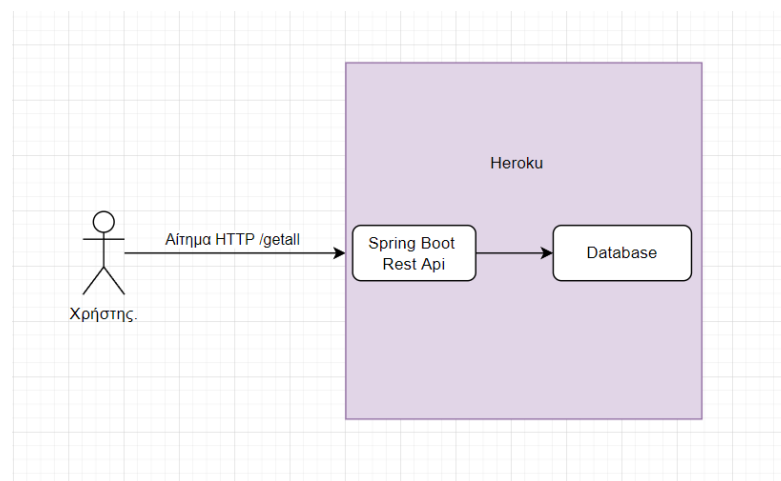 Heroku
Αίτημα HTTP /getall
Spring Boot
Rest Api
Database
Χρήστης.